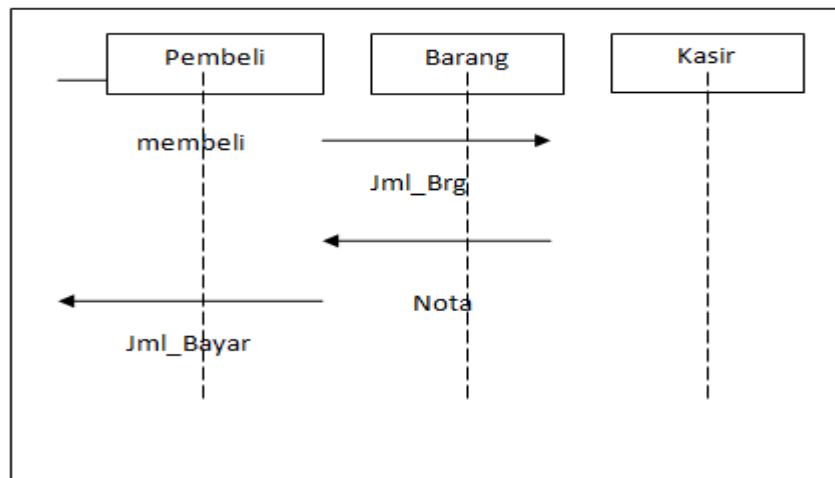 Pembeli
Barang
Kasir
membeli
Jml_Brg
Nota
Jml_Bayar